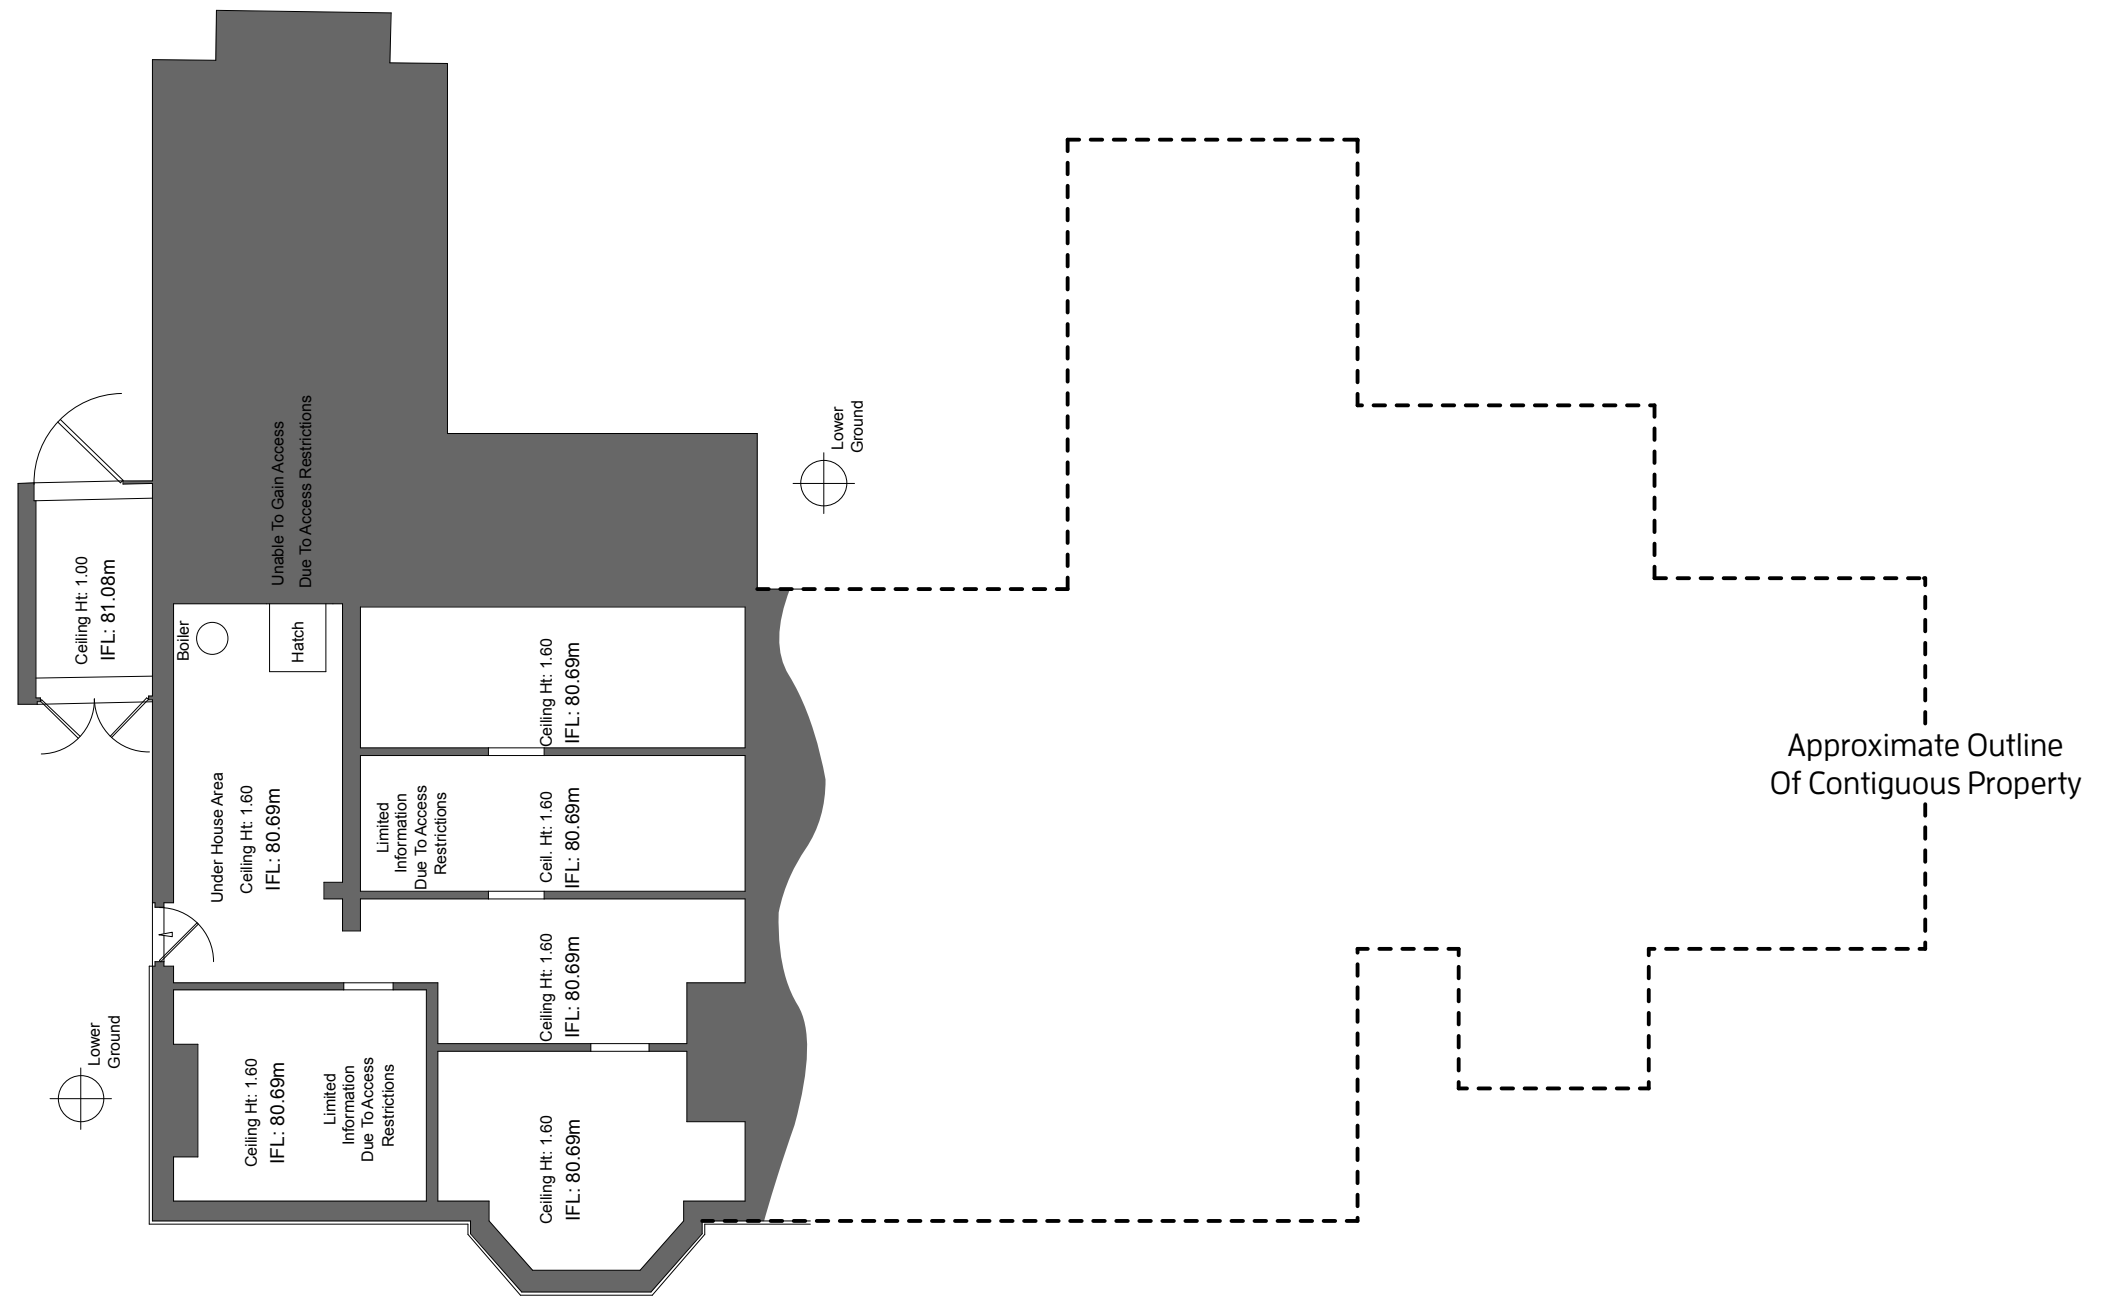 Unable To Gain Access
Due To Access Restrictions
Lower
Ground
Ceiling Ht: 1.00
IFL: 81.08m
Boiler
Hatch
Ceiling Ht: 1.60
IFL: 80.69m
Approximate Outline
Of Contiguous Property
Under House Area
Ceiling Ht: 1.60
IFL: 80.69m
Limited
Information
Due To Access
Restrictions
Ceil. Ht: 1.60
IFL: 80.69m
Ceiling Ht: 1.60
IFL: 80.69m
Lower
Ground
Ceiling Ht: 1.60
IFL: 80.69m
Limited
Information
Due To Access
Restrictions
Ceiling Ht: 1.60
IFL: 80.69m